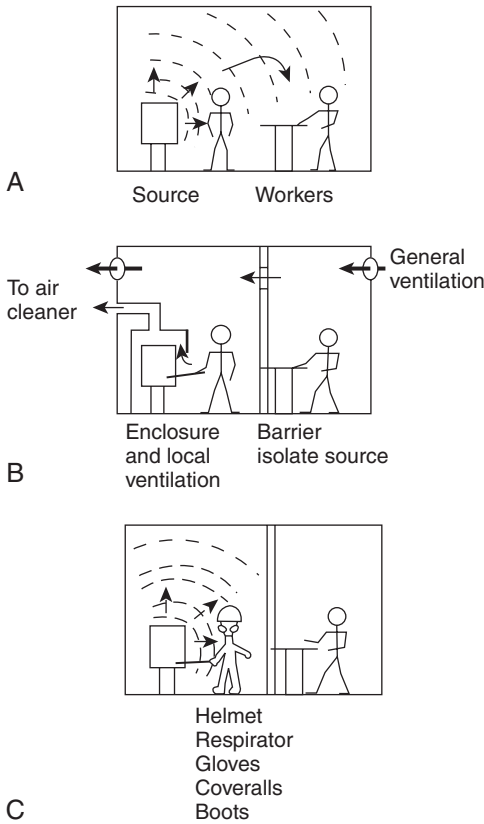 A
Source
Workers
To air
cleaner
General
ventilation
Enclosure
and local
ventilation
Barrier
isolate source
B
Helmet
Respirator
Gloves
Coveralls
Boots
C